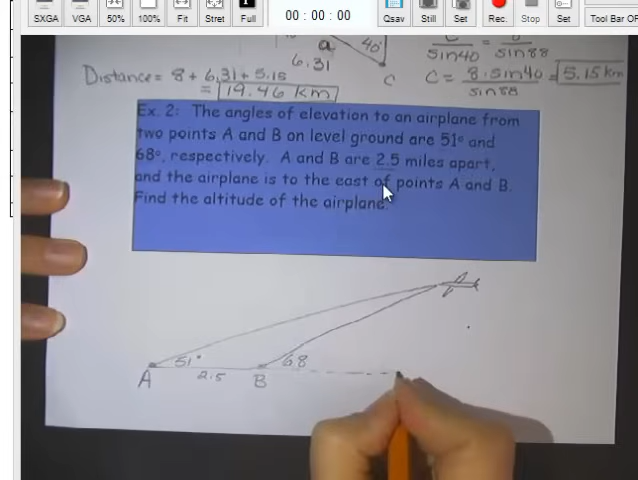 SXGA VGA 50% 100% Fit Stret Full 00 : 00 : 00 Qsav Still Set Rec. Stop Set Tool Bar OF
a 40°
6.31 C
sin40 = sin88
Distance = 8 + 6.31 + 5.15
= 19.46 km
C = 8·sin40 = 5.15 km
sin88
Ex. 2: The angles of elevation to an airplane from
two points A and B on level ground are 51° and
68°, respectively. A and B are 2.5 miles apart,
and the airplane is to the east of points A and B.
Find the altitude of the airplane.
51° 68
A 2.5 B